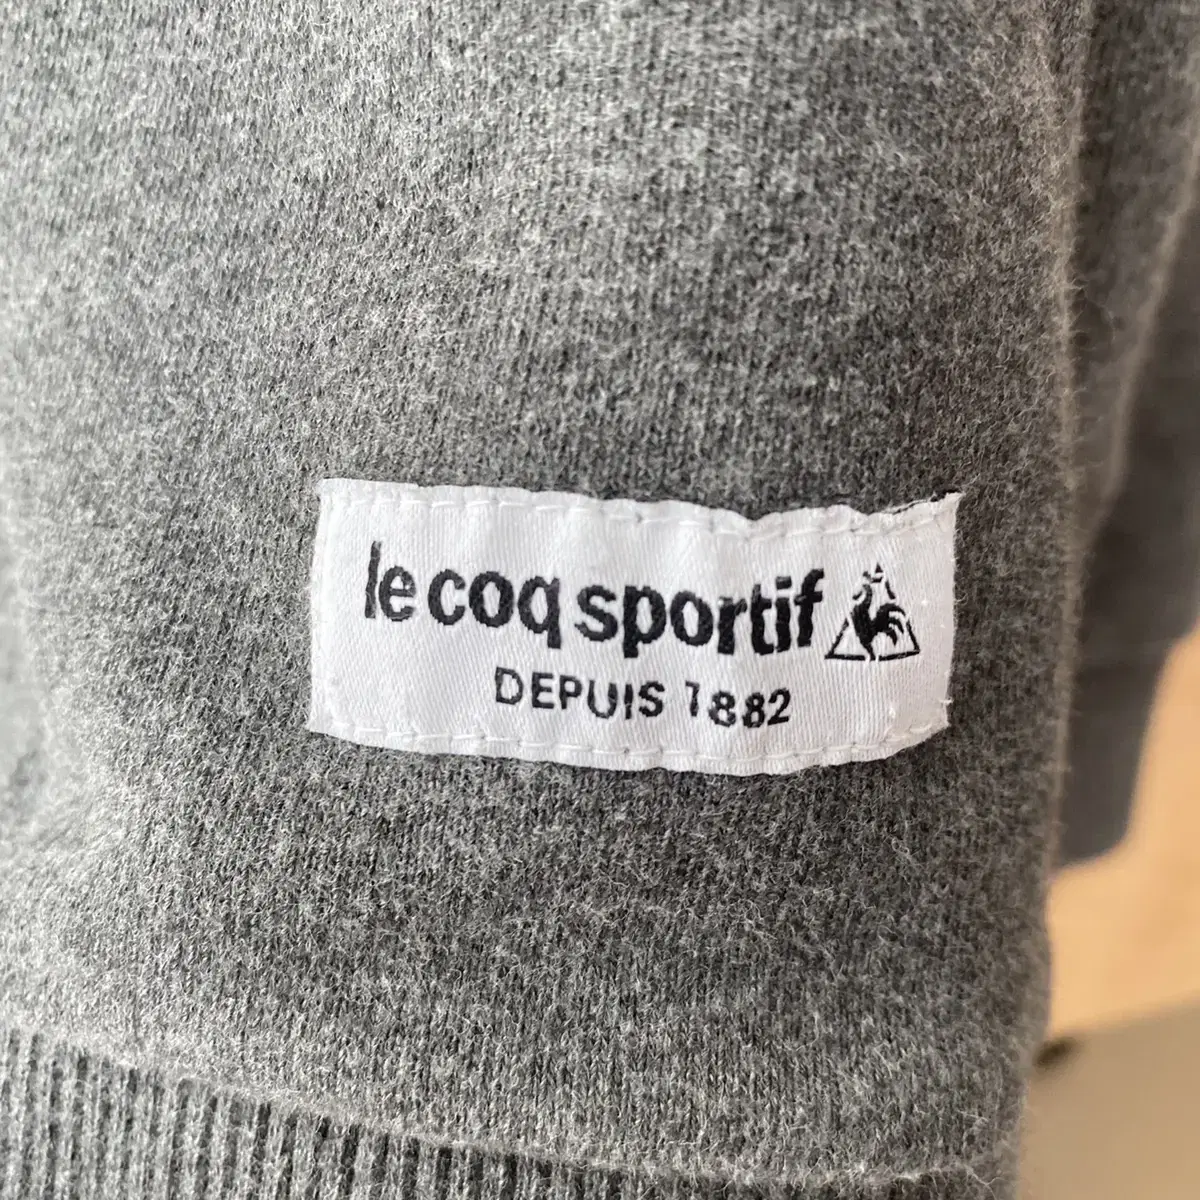 le coq sportif
DEPUIS 1882